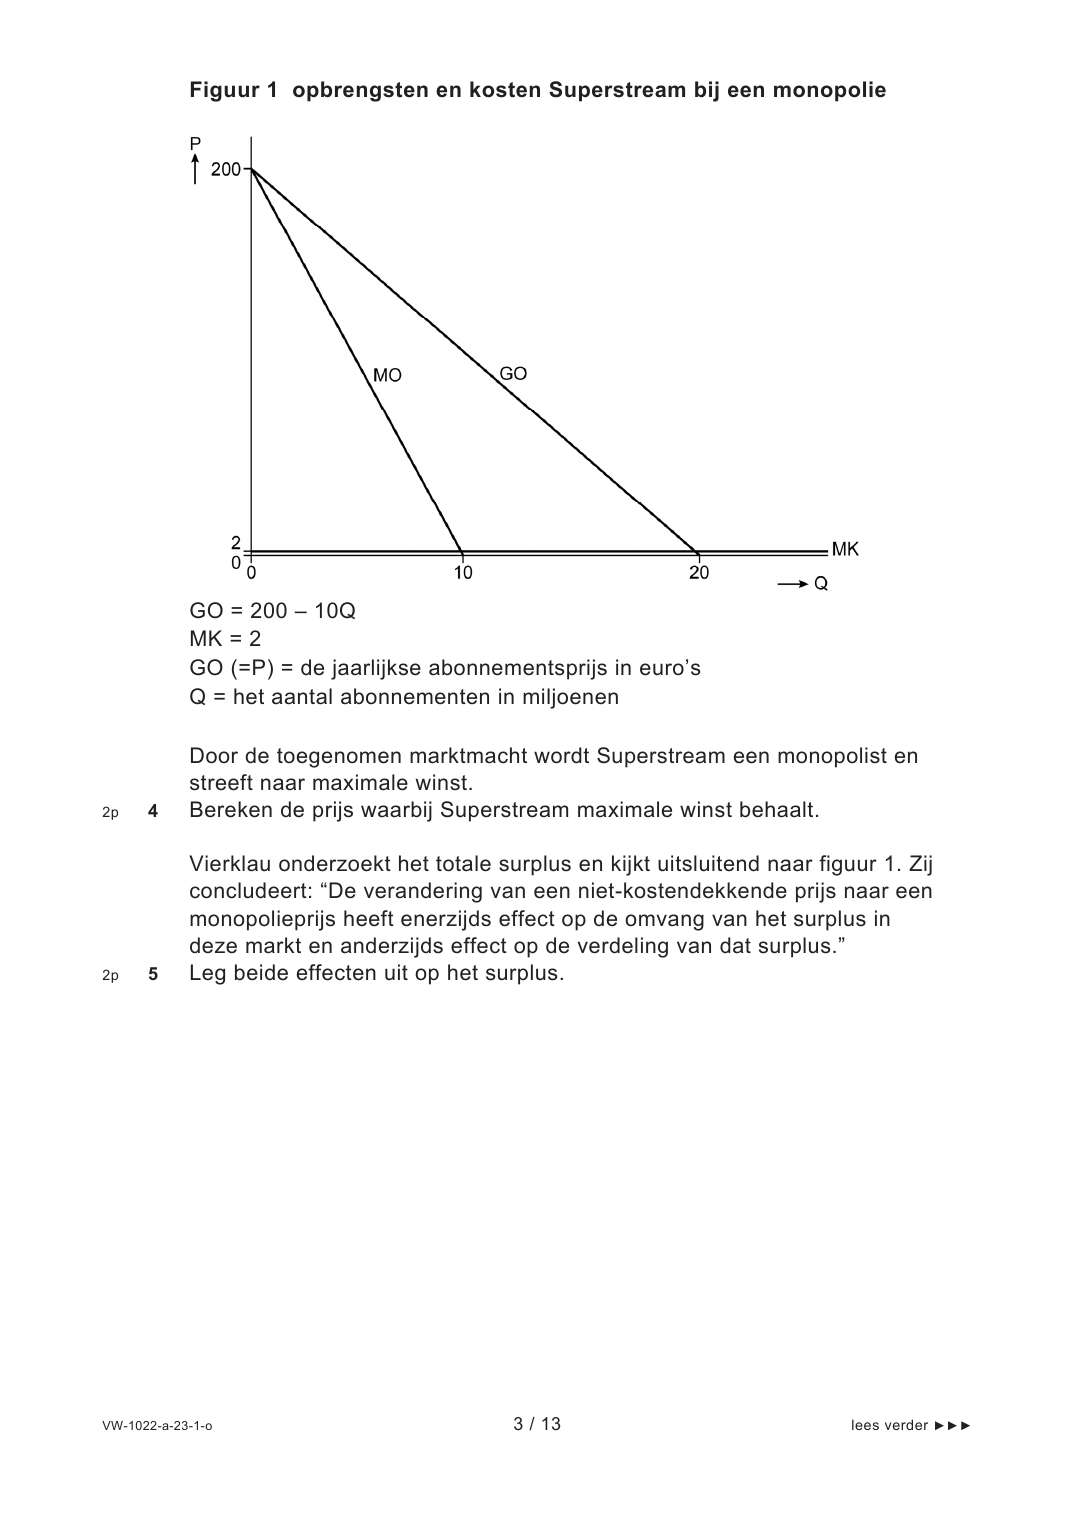 Figuur 1 opbrengsten en kosten Superstream bij een monopolie
P
200
MO
GO
2
0
MK
0
10
20
Q
GO = 200 – 10Q
MK = 2
GO (=P) = de jaarlijkse abonnementsprijs in euro’s
Q = het aantal abonnementen in miljoenen
Door de toegenomen marktmacht wordt Superstream een monopolist en
streeft naar maximale winst.
2p 4 Bereken de prijs waarbij Superstream maximale winst behaalt.
Vierklau onderzoekt het totale surplus en kijkt uitsluitend naar figuur 1. Zij
concludeert: “De verandering van een niet-kostendekkende prijs naar een
monopolieprijs heeft enerzijds effect op de omvang van het surplus in
deze markt en anderzijds effect op de verdeling van dat surplus.”
2p 5 Leg beide effecten uit op het surplus.
VW-1022-a-23-1-o
3 / 13
lees verder ►►►